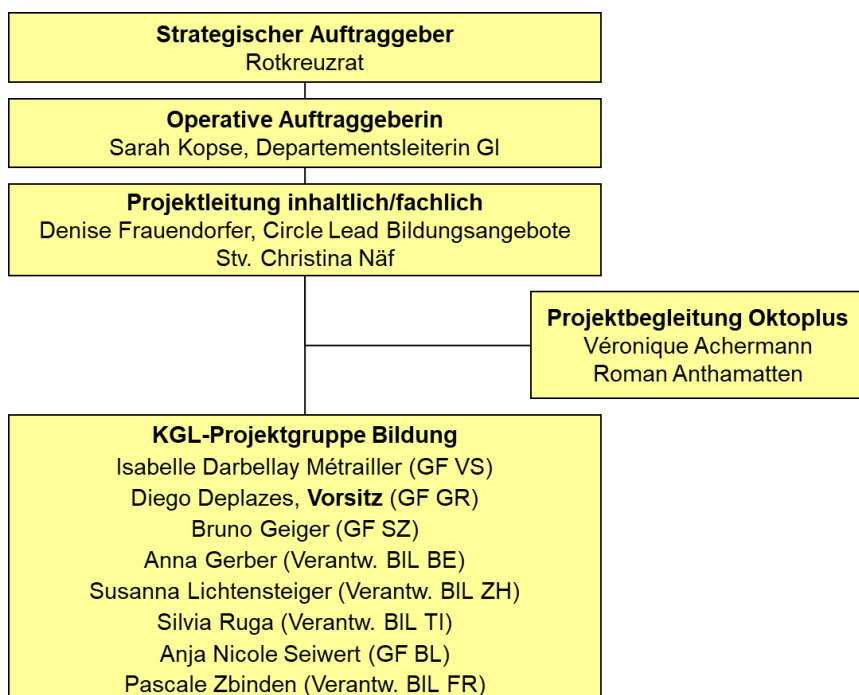 Strategischer Auftraggeber
Rotkreuzrat
Operative Auftraggeberin
Sarah Kopse, Departementsleiterin GI
Projektleitung inhaltlich/fachlich
Denise Frauendorfer, Circle Lead Bildungsangebote
Stv. Christina Näf
Projektbegleitung Oktoplus
Véronique Achermann
Roman Anthamatten
KGL-Projektgruppe Bildung
Isabelle Darbellay Métrailler (GF VS)
Diego Deplazes, Vorsitz (GF GR)
Bruno Geiger (GF SZ)
Anna Gerber (Verantw. BIL BE)
Susanna Lichtensteiger (Verantw. BIL ZH)
Silvia Ruga (Verantw. BIL TI)
Anja Nicole Seiwert (GF BL)
Pascale Zbinden (Verantw. BIL FR)